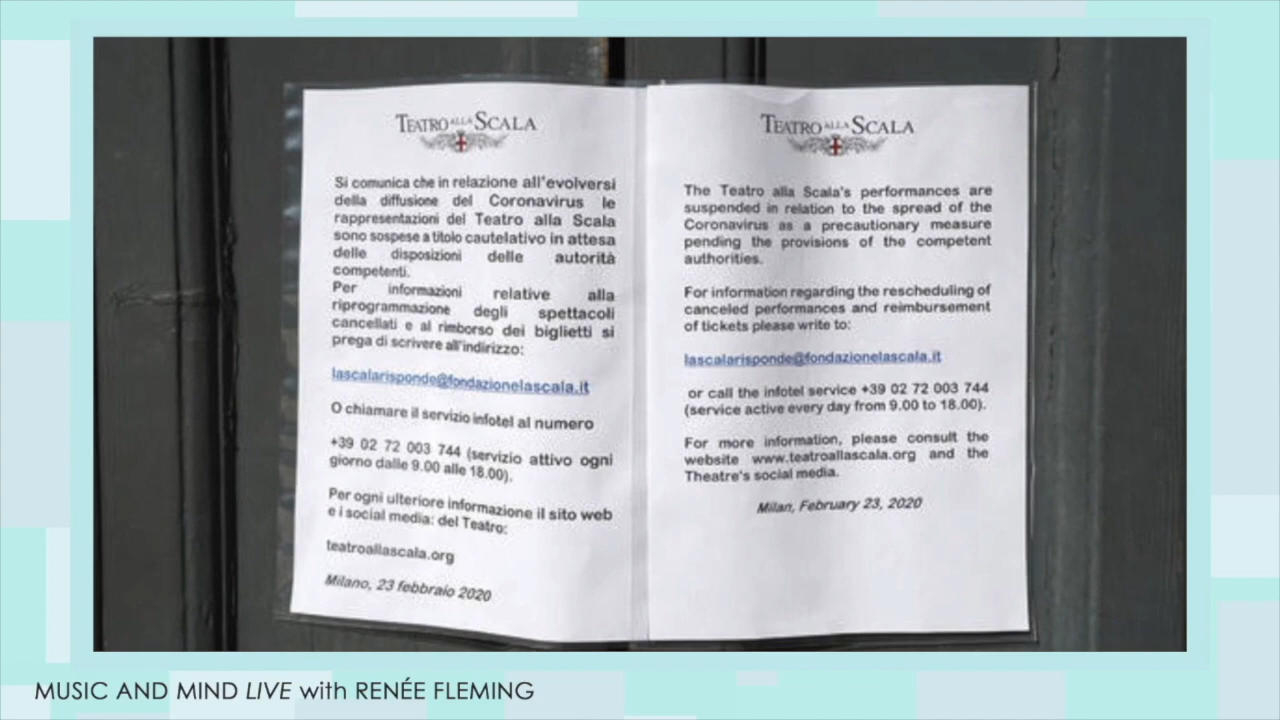 TEATRO ALLA SCALA
Si comunica che in relazione all'evolversi
della diffusione del Coronavirus le
rappresentazioni del Teatro alla Scala
sono sospese a titolo cautelativo in attesa
delle disposizioni delle autorità
competenti.
Per informazioni relative alla
riprogrammazione degli spettacoli
cancellati e al rimborso dei biglietti si
prega di scrivere all'indirizzo:
lascalarisponde@fondazionelascala.it
O chiamare il servizio infotel al numero
+39 02 72 003 744 (servizio attivo ogni
giorno dalle 9.00 alle 18.00).
Per ogni ulteriore informazione il sito web
e i social media: del Teatro:
teatroallascala.org
Milano, 23 febbraio 2020
TEATRO ALLA SCALA
The Teatro alla Scala's performances are
suspended in relation to the spread of the
Coronavirus as a precautionary measure
pending the provisions of the competent
authorities.
For information regarding the rescheduling of
canceled performances and reimbursement
of tickets please write to:
lascalarisponde@fondazionelascala.it
or call the infotel service +39 02 72 003 744
(service active every day from 9.00 to 18.00).
For more information, please consult the
website www.teatroallascala.org and the
Theatre's social media.
Milan, February 23, 2020
MUSIC AND MIND LIVE with RENÉE FLEMING